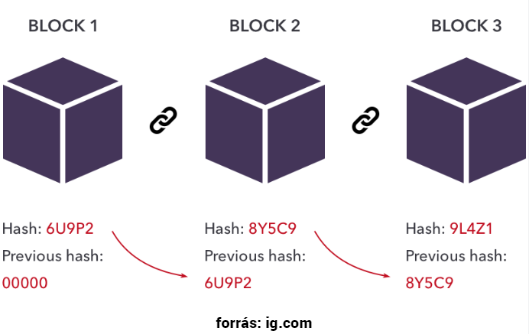 BLOCK 1
BLOCK 2
BLOCK 3
Hash: 6U9P2
Previous hash:
00000
Hash: 8Y5C9
Previous
hash:
6U9P2
Hash: 9L4Z1
Previous hash:
8Y5C9
forrás: ig.com